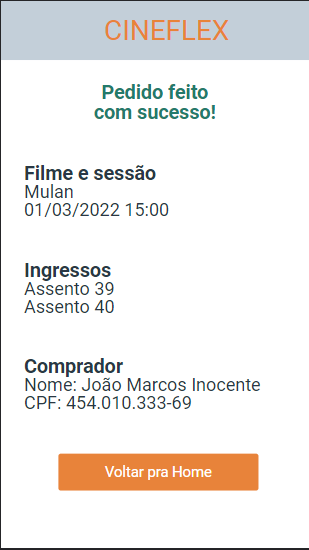 CINEFLEX
Pedido feito
com sucesso!
Filme e sessão
Mulan
01/03/2022 15:00
Ingressos
Assento 39
Assento 40
Comprador
Nome: João Marcos Inocente
CPF: 454.010.333-69
Voltar pra Home